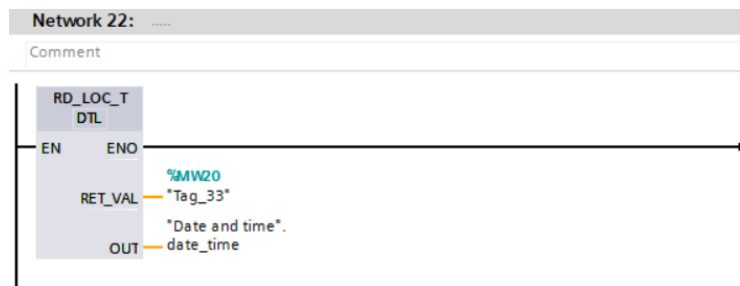 Network 22: .....
Comment
RD_LOC_T
DTL
EN ENO
%MW20
RET_VAL "Tag_33"
"Date and time".
OUT date_time